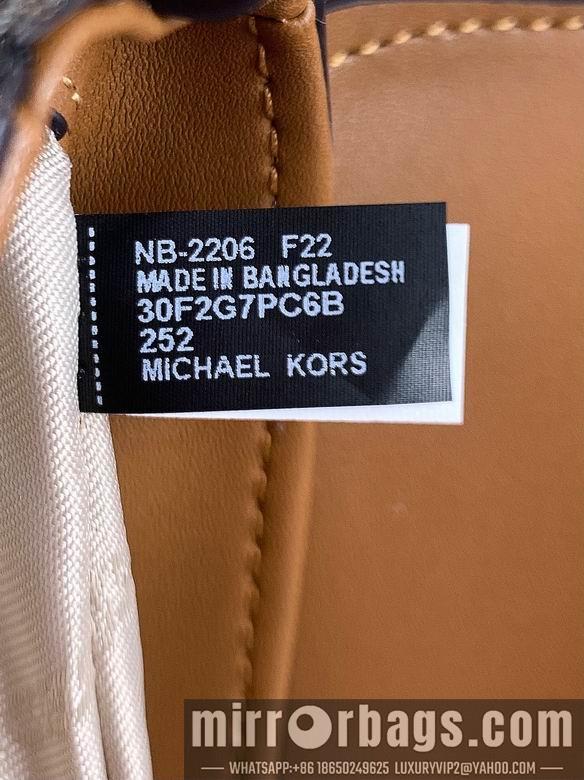 NB-2206 F22
MADE IN BANGLADESH
30F2G7PC6B
252
MICHAEL KORS
mirrorbags.com
WHATSAPP:+86 18650249625 LUXURYVIP2@YAHOO.COM